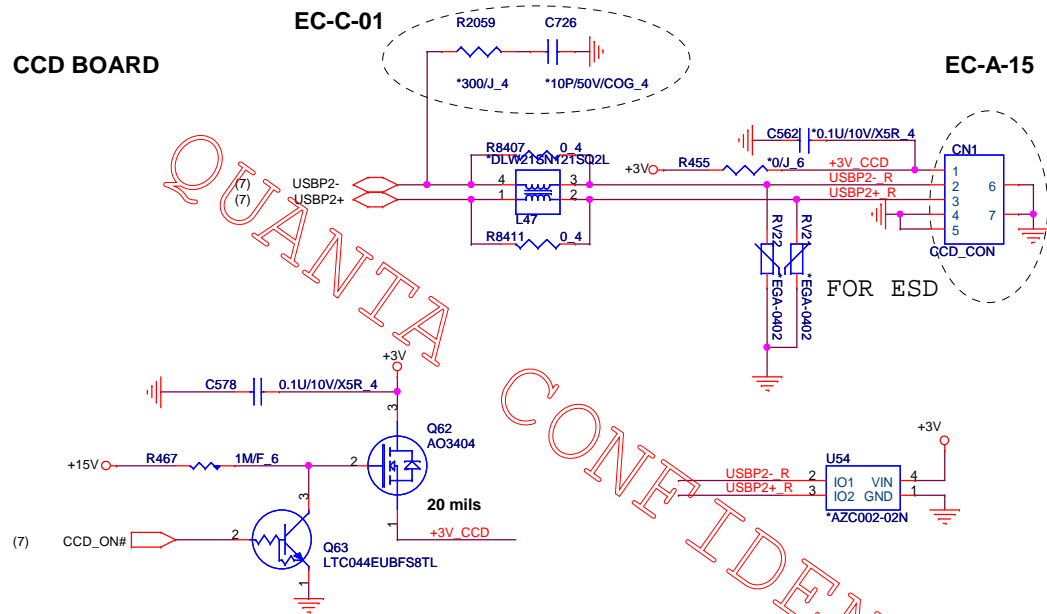 EC-C-01
R2059 C726
CCD BOARD
EC-A-15
*300/J_4 *10P/50V/COG_4
C562 *0.1U/10V/X5R_4
R8407 0_4
*DLW21SN121SQ2L
CN1
+3V R455 *0/J_6 +3V_CCD 1
(7) USBP2- 4 3 USBP2-_R 2 6
(7) USBP2+ 1 2 USBP2+_R 3
4 7
5
L47
R8411 0_4
CCD_CON
RV22 RV21
*EGA-0402 *EGA-0402
FOR ESD
QUANTA
+3V
C578 0.1U/10V/X5R_4
3
Q62
AO3404
CONFIDEN
+3V
+15V R467 1M/F_6 2
U54
USBP2-_R 2 IO1 VIN 4
USBP2+_R 3 IO2 GND 1
*AZC002-02N
3
20 mils
1
+3V_CCD
(7) CCD_ON# 2
Q63
LTC044EUBFS8TL
1